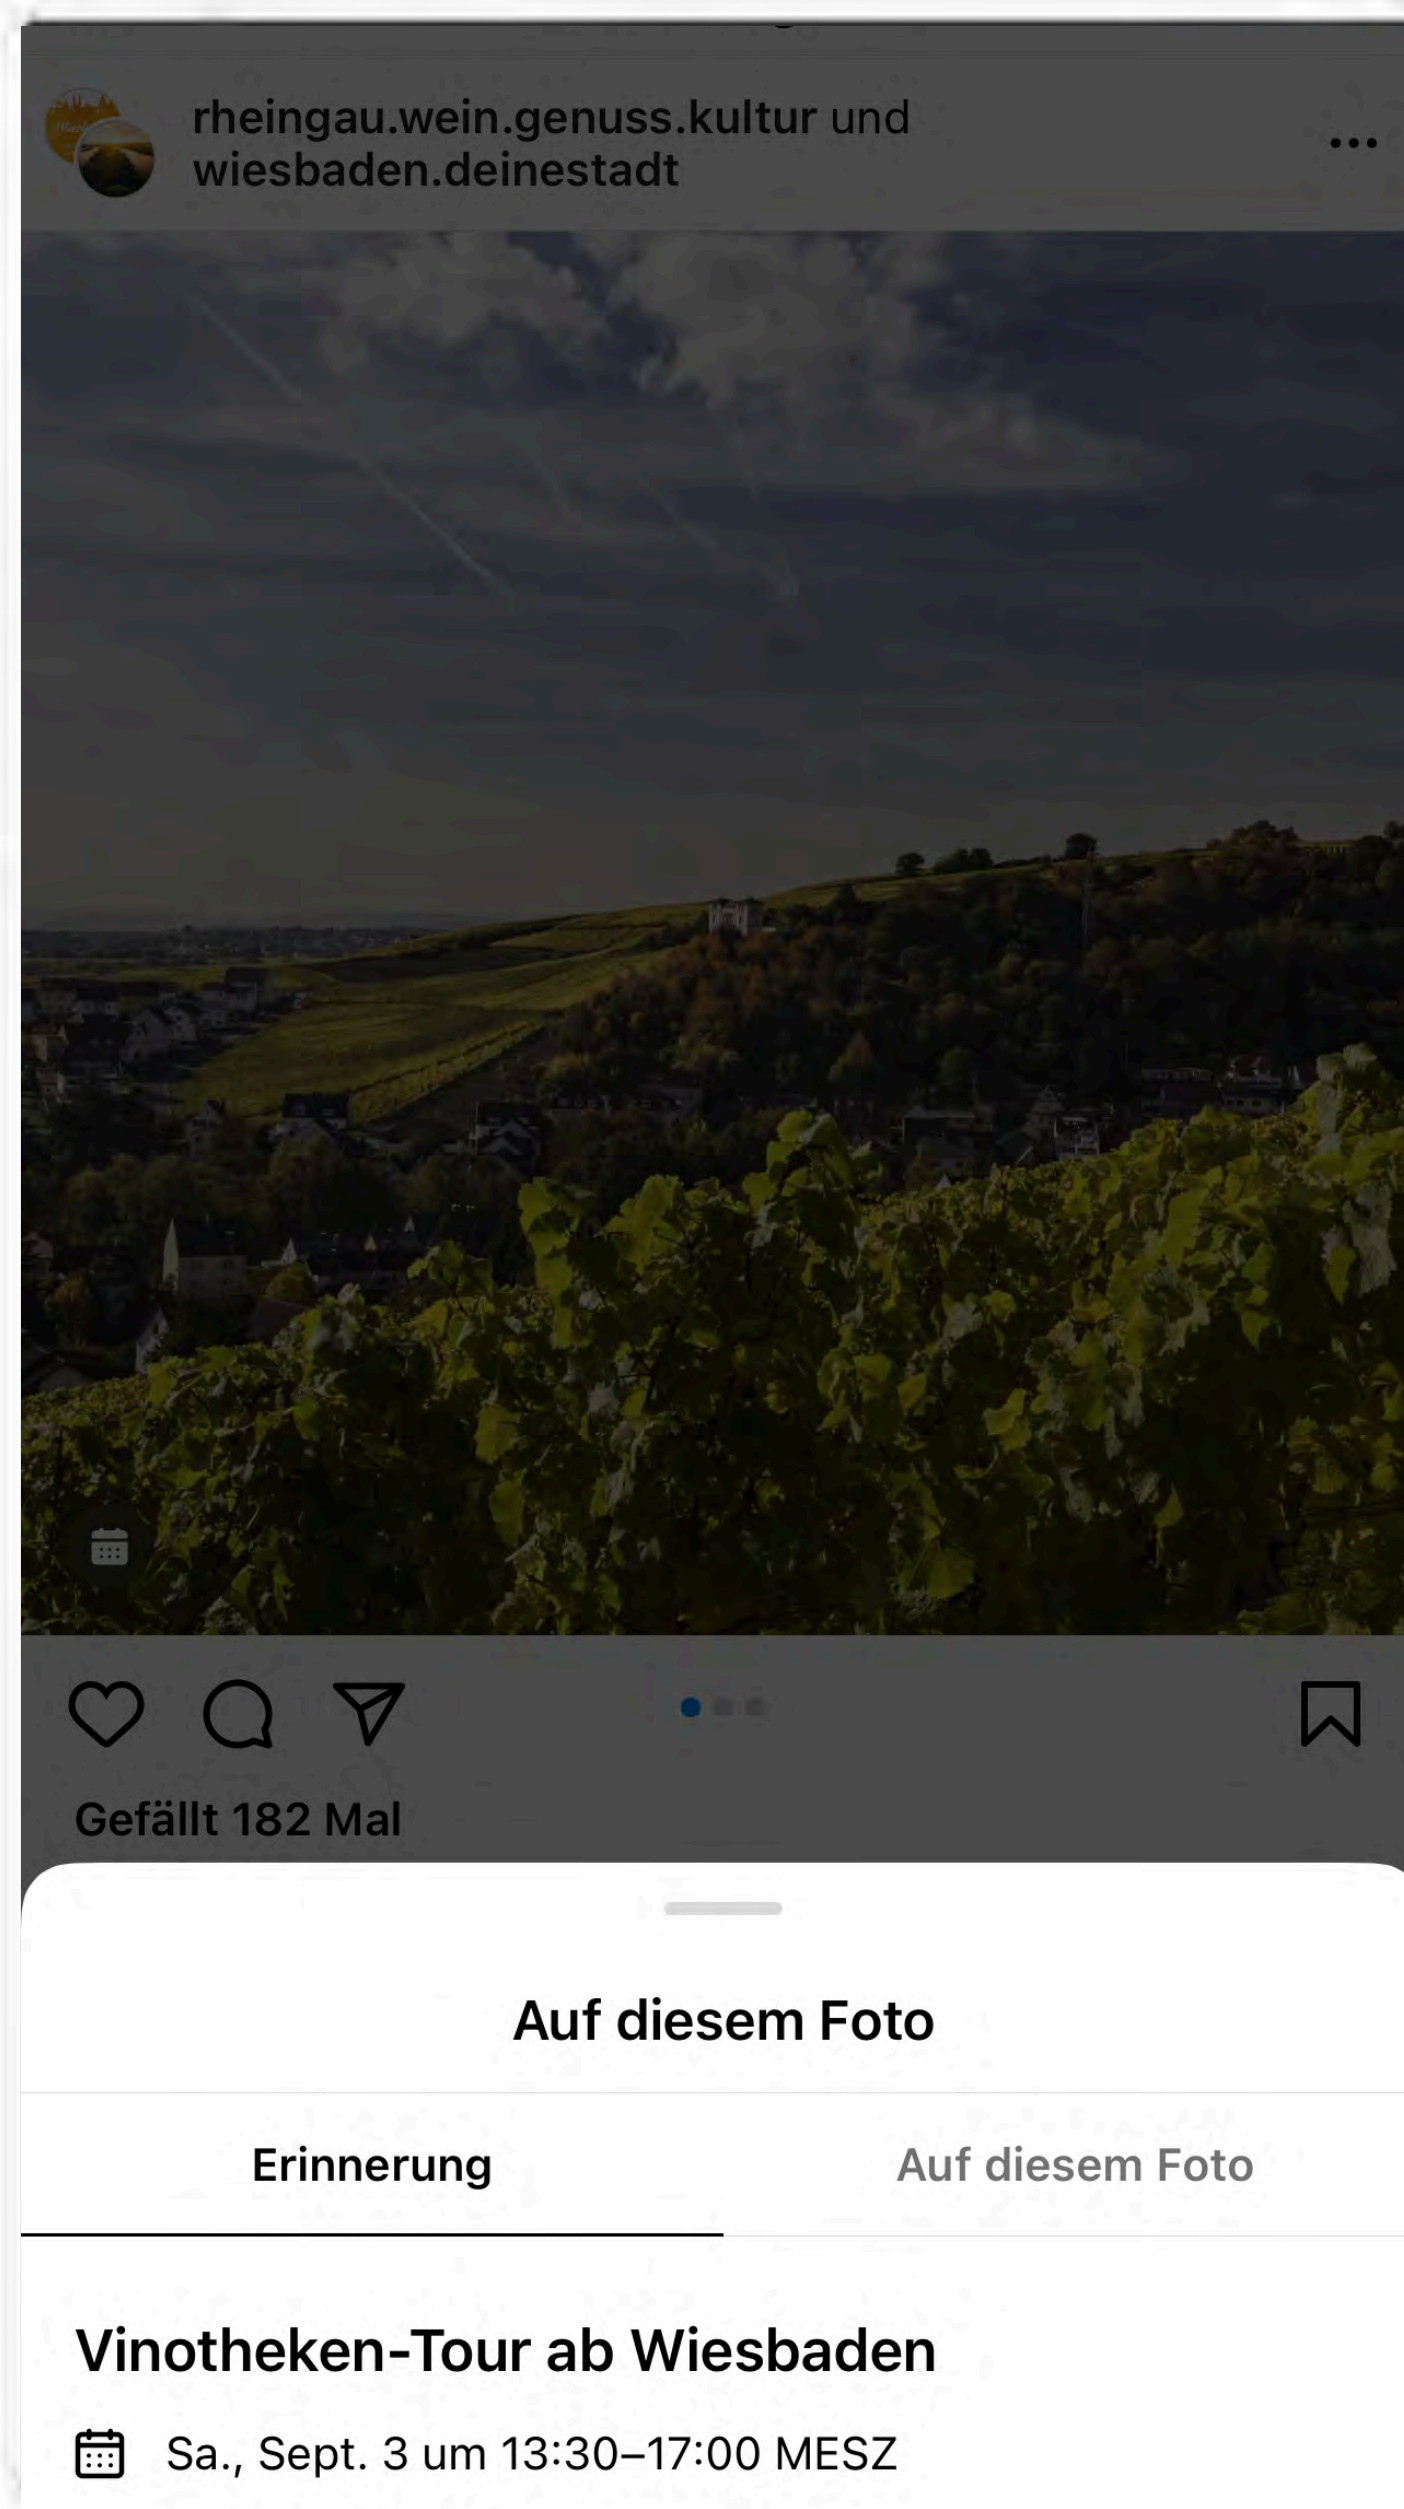 rheingau.wein.genuss.kultur und
wiesbaden.deinestadt
Gefällt 182 Mal
Auf diesem Foto
Erinnerung
Auf diesem Foto
Vinotheken-Tour ab Wiesbaden
Sa., Sept. 3 um 13:30–17:00 MESZ